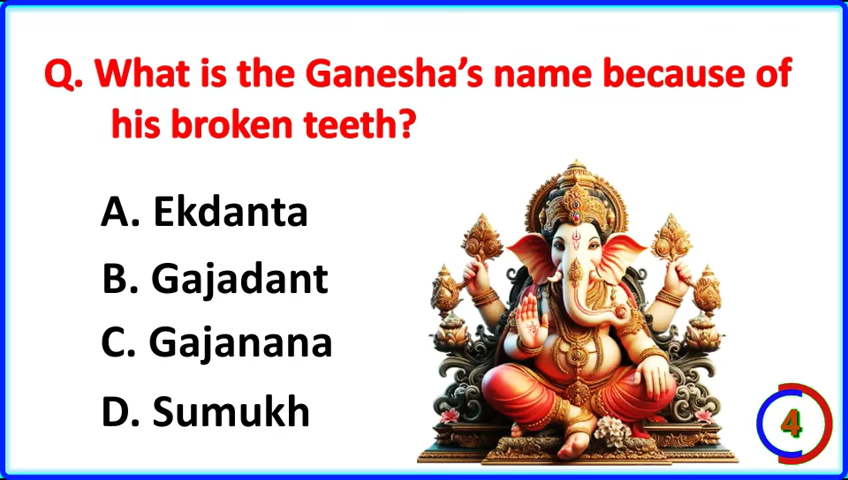 Q. What is the Ganesha’s name because of
his broken teeth?
A. Ekdanta
B. Gajadant
C. Gajanana
D. Sumukh
4